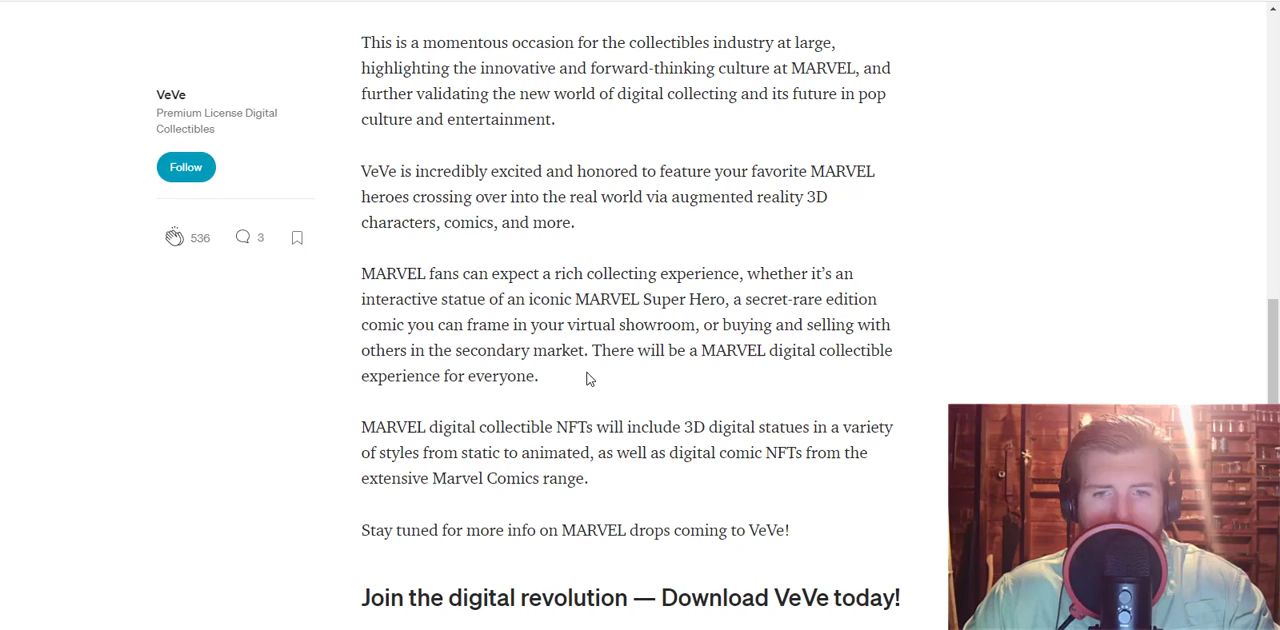 VeVe
Premium License Digital
Collectibles
Follow
536
3
This is a momentous occasion for the collectibles industry at large,
highlighting the innovative and forward-thinking culture at MARVEL, and
further validating the new world of digital collecting and its future in pop
culture and entertainment.
VeVe is incredibly excited and honored to feature your favorite MARVEL
heroes crossing over into the real world via augmented reality 3D
characters, comics, and more.
MARVEL fans can expect a rich collecting experience, whether it’s an
interactive statue of an iconic MARVEL Super Hero, a secret-rare edition
comic you can frame in your virtual showroom, or buying and selling with
others in the secondary market. There will be a MARVEL digital collectible
experience for everyone.
MARVEL digital collectible NFTs will include 3D digital statues in a variety
of styles from static to animated, as well as digital comic NFTs from the
extensive Marvel Comics range.
Stay tuned for more info on MARVEL drops coming to VeVe!
Join the digital revolution — Download VeVe today!